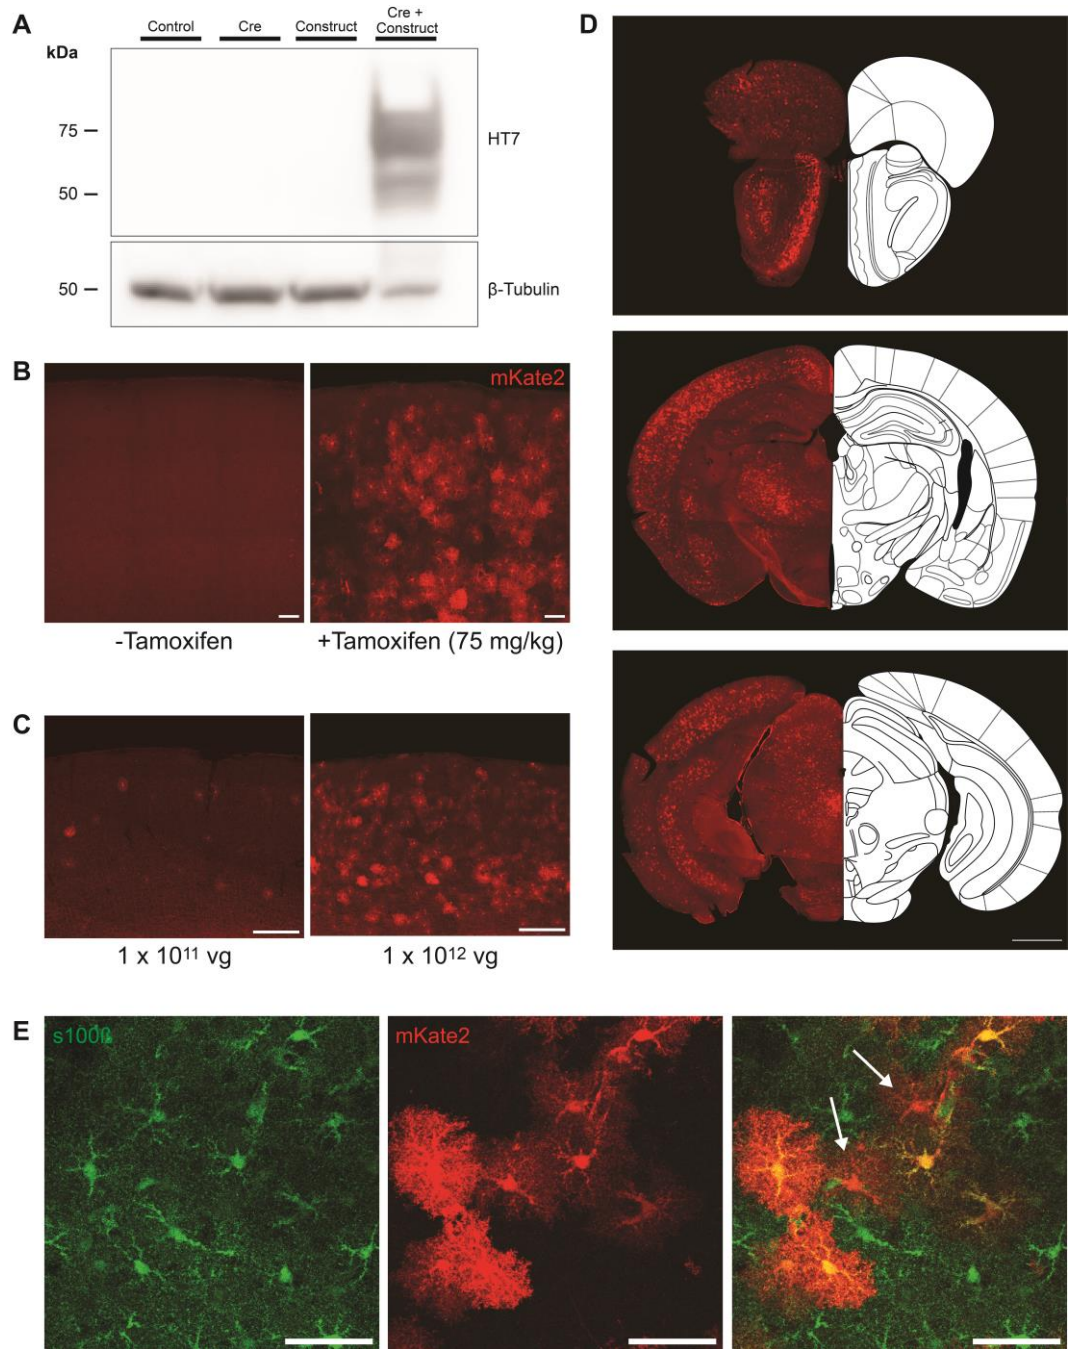 A
Control
Cre
Construct
Cre +
Construct
kDa
75
50
HT7
50
β-Tubulin
B
mKate2
-Tamoxifen
+Tamoxifen (75 mg/kg)
C
1 x 10¹¹ vg
1 x 10¹² vg
D
E
s100ß
mKate2